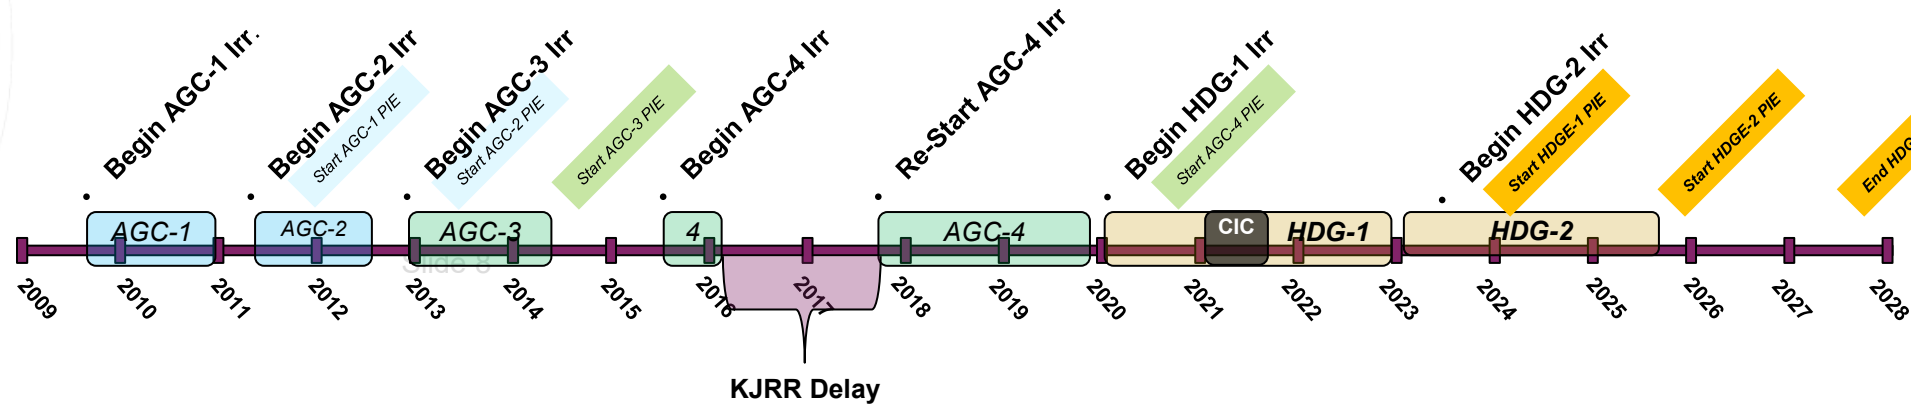 Begin AGC-1 Irr.
Begin AGC-2 Irr
Start AGC-1 PIE
Begin AGC-3 Irr
Start AGC-2 PIE
Start AGC-3 PIE
Begin AGC-4 Irr
Re-Start AGC-4 Irr
Begin HDG-1 Irr
Start AGC-4 PIE
Begin HDG-2 Irr
Start HDGE-1 PIE
Start HDGE-2 PIE
End HDG
AGC-1
AGC-2
AGC-3
4
AGC-4
CIC
HDG-1
HDG-2
Slide 8
2009
2010
2011
2012
2013
2014
2015
2016
2017
2018
2019
2020
2021
2022
2023
2024
2025
2026
2027
2028
KJRR Delay